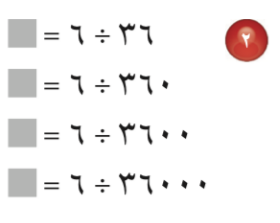 ٢
٣٦ ÷ ٦ = □
٣٦٠ ÷ ٦ = □
٣٦٠٠ ÷ ٦ = □
٣٦٠٠٠ ÷ ٦ = □